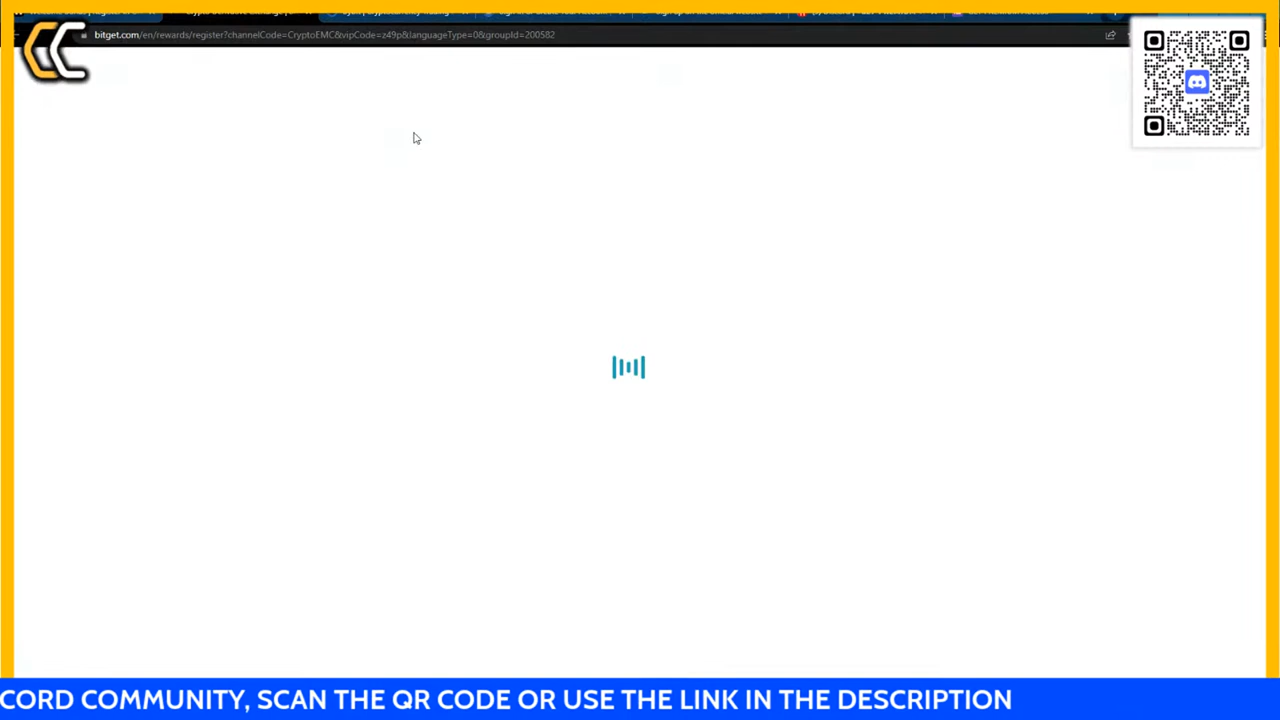 bitget.com/en/rewards/register?channelCode=CryptoEMC&vipCode=z49p&languageType=0&groupId=200582
CORD COMMUNITY, SCAN THE QR CODE OR USE THE LINK IN THE DESCRIPTION